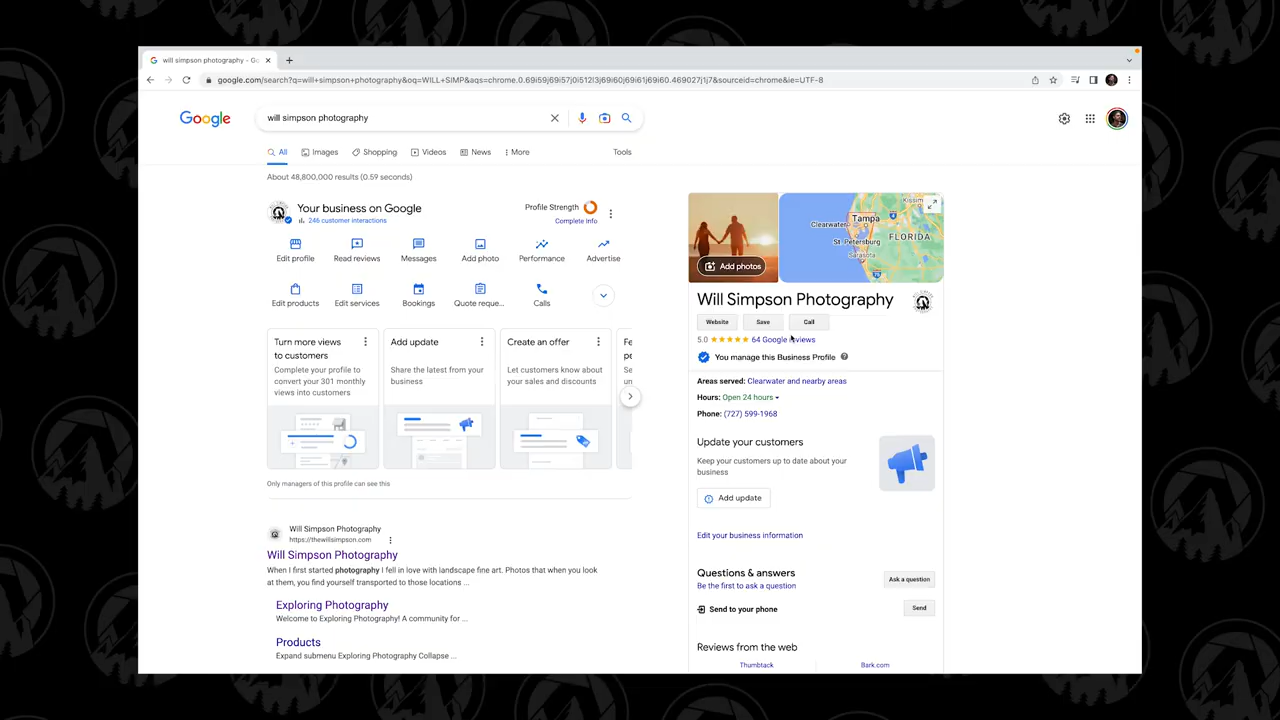 will simpson photography - Go
google.com/search?q=will+simpson+photography&oq=WILL+SIMP&aqs=chrome.0.69i59j69i57j0i512l3j69i60j69i61j69i60.469027j1j7&sourceid=chrome&ie=UTF-8
Google
will simpson photography
All Images Shopping Videos News More Tools
About 48,800,000 results (0.59 seconds)
Your business on Google
246 customer interactions
Profile Strength
Complete Info
Edit profile Read reviews Messages Add photo Performance Advertise
Edit products Edit services Bookings Quote reque... Calls
Turn more views
to customers
Complete your profile to
convert your 301 monthly
views into customers
Add update
Share the latest from your
business
Create an offer
Let customers know about
your sales and discounts
Fe
pe
Only managers of this profile can see this
Will Simpson Photography
https://thewillsimpson.com
Will Simpson Photography
When I first started photography I fell in love with landscape fine art. Photos that when you look
at them, you find yourself transported to those locations ...
Exploring Photography
Welcome to Exploring Photography! A community for ...
Products
Expand submenu Exploring Photography Collapse ...
Add photos
Kissim
Tampa
Clearwater
FLORIDA
St. Petersburg
Sarasota
Will Simpson Photography
Website Save Call
5.0 64 Google reviews
You manage this Business Profile
Areas served: Clearwater and nearby areas
Hours: Open 24 hours
Phone: (727) 599-1968
Update your customers
Keep your customers up to date about your
business
Add update
Edit your business information
Questions & answers
Be the first to ask a question
Ask a question
Send to your phone
Send
Reviews from the web
Thumbtack Bark.com